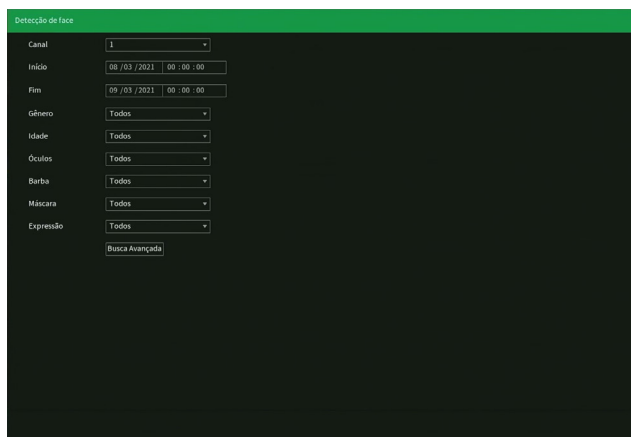 Detecção de face
Canal 1
Início 08 /03 /2021 00 : 00 : 00
Fim 09 /03 /2021 00 : 00 : 00
Gênero Todos
Idade Todos
Óculos Todos
Barba Todos
Máscara Todos
Expressão Todos
Busca Avançada